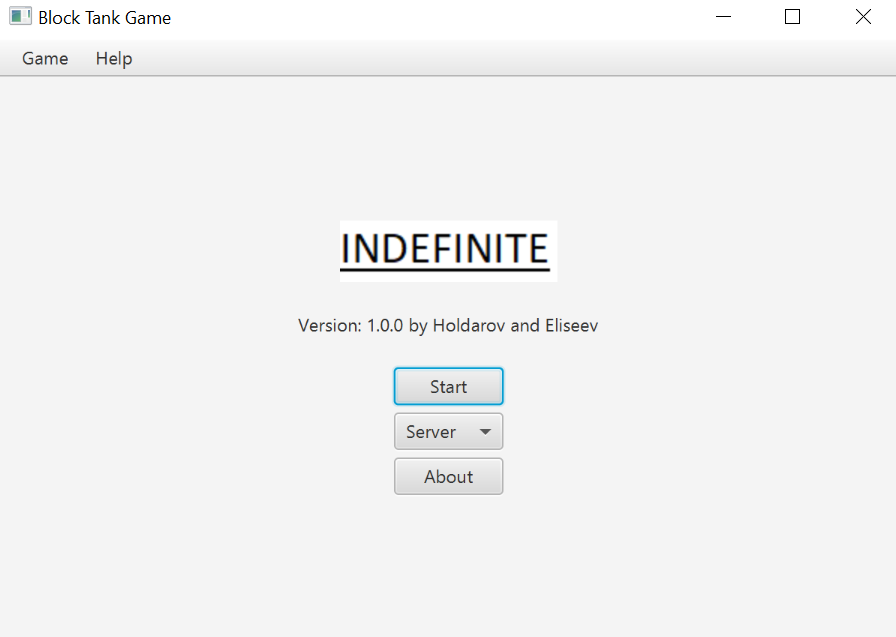 Block Tank Game
Game Help
INDEFINITE
Version: 1.0.0 by Holdarov and Eliseev
Start
Server
About